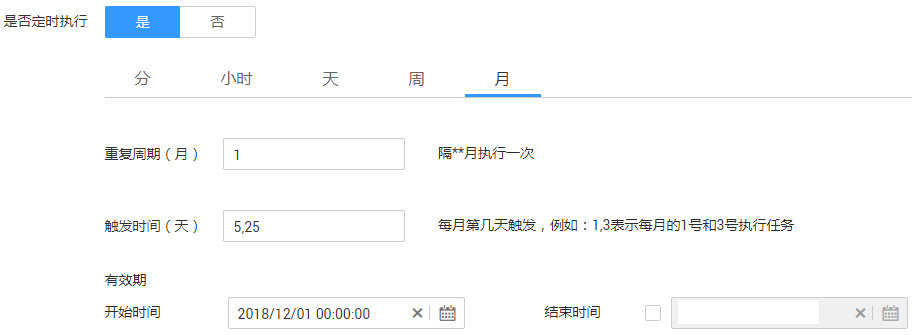 是否定时执行 是 否
分 小时 天 周 月
重复周期（月） 1 隔**月执行一次
触发时间（天） 5,25 每月第几天触发，例如：1,3表示每月的1号和3号执行任务
有效期
开始时间 2018/12/01 00:00:00 结束时间